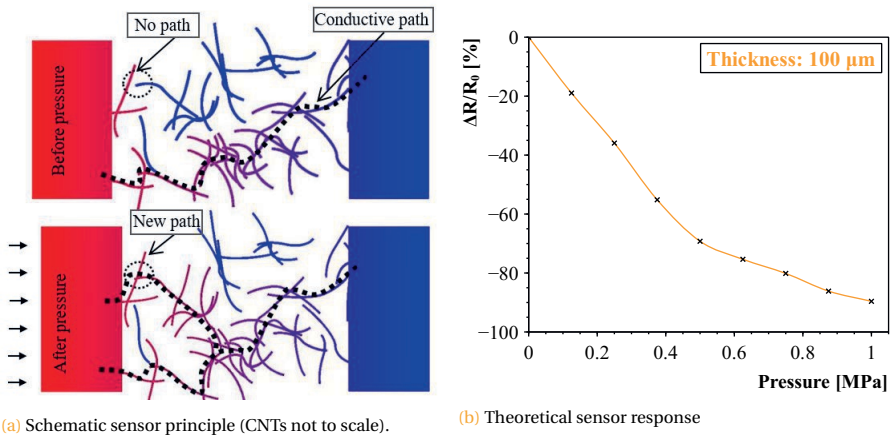 No path
Conductive path
Before pressure
New path
After pressure
(a) Schematic sensor principle (CNTs not to scale).
Thickness: 100 µm
ΔR/R₀ [%]
0
−20
−40
−60
−80
−100
0
0.2
0.4
0.6
0.8
1
Pressure [MPa]
(b) Theoretical sensor response